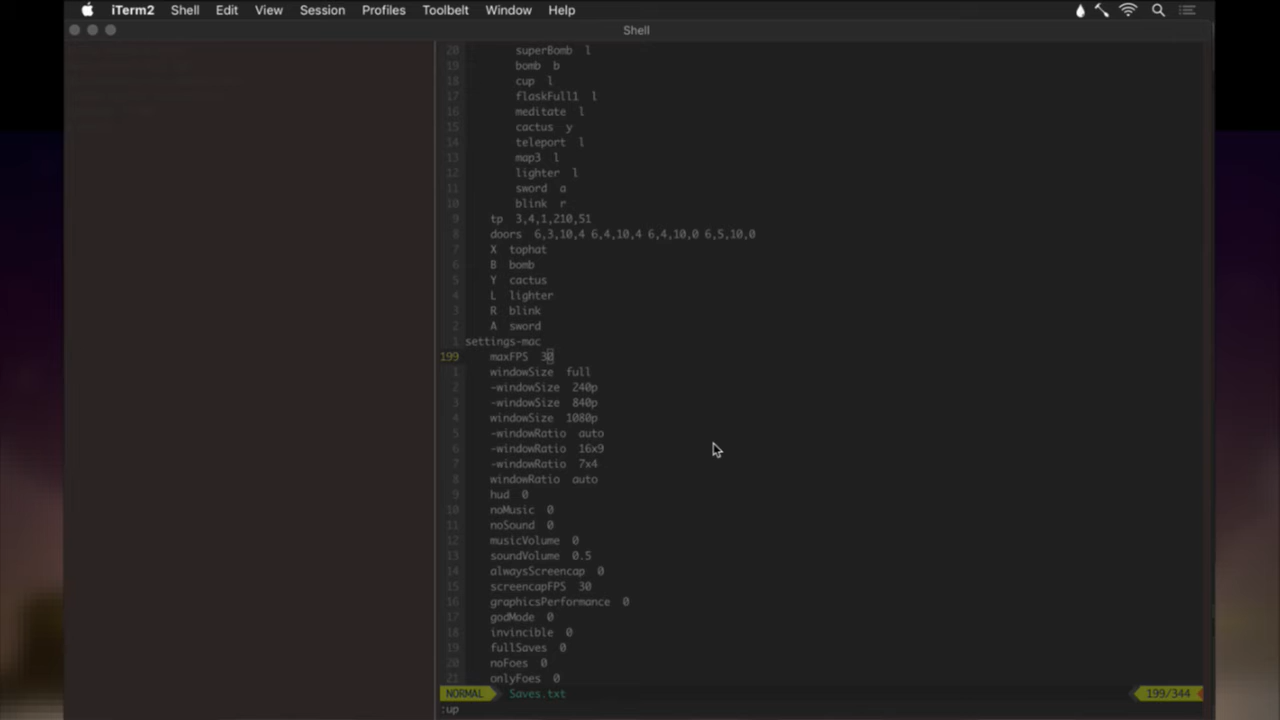 iTerm2 Shell Edit View Session Profiles Toolbelt Window Help
Shell
20 superBomb l
19 bomb b
18 cup l
17 flaskFull1 l
16 meditate l
15 cactus y
14 teleport l
13 map3 l
12 lighter l
11 sword a
10 blink r
9 tp 3,4,1,210,51
8 doors 6,3,10,4 6,4,10,4 6,4,10,0 6,5,10,0
7 X tophat
6 B bomb
5 Y cactus
4 L lighter
3 R blink
2 A sword
1 settings-mac
199 maxFPS 30
1 windowSize full
2 -windowSize 240p
3 -windowSize 840p
4 windowSize 1080p
5 -windowRatio auto
6 -windowRatio 16x9
7 -windowRatio 7x4
8 windowRatio auto
9 hud 0
10 noMusic 0
11 noSound 0
12 musicVolume 0
13 soundVolume 0.5
14 alwaysScreencap 0
15 screencapFPS 30
16 graphicsPerformance 0
17 godMode 0
18 invincible 0
19 fullSaves 0
20 noFoes 0
21 onlyFoes 0
NORMAL Saves.txt 199/344
:up